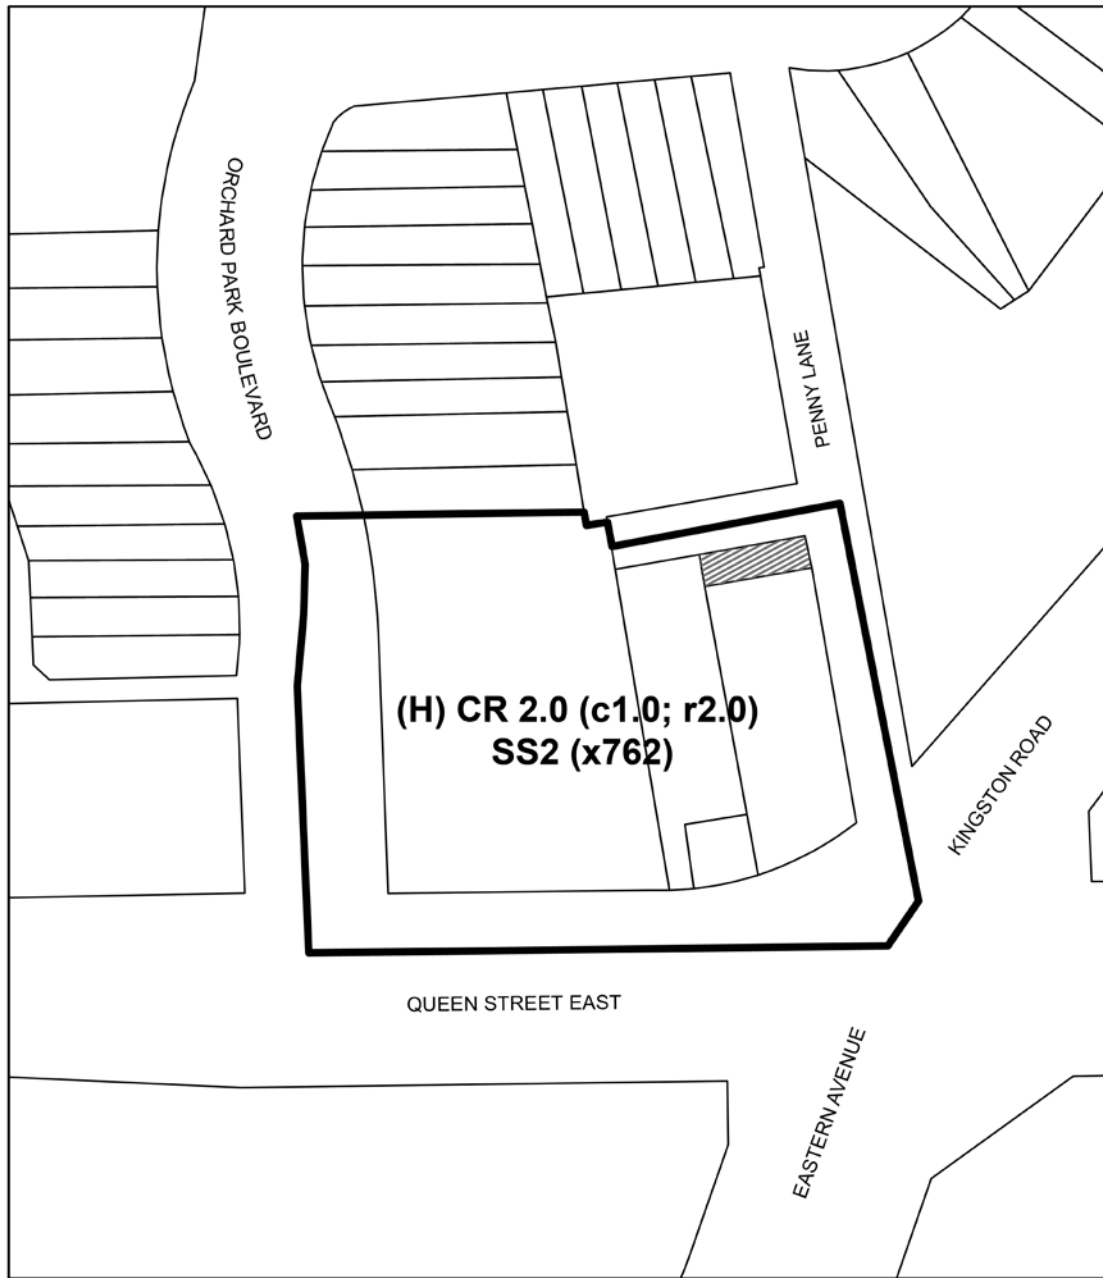 ORCHARD PARK BOULEVARD
PENNY LANE
(H) CR 2.0 (c1.0; r2.0)
SS2 (x762)
KINGSTON ROAD
QUEEN STREET EAST
EASTERN AVENUE